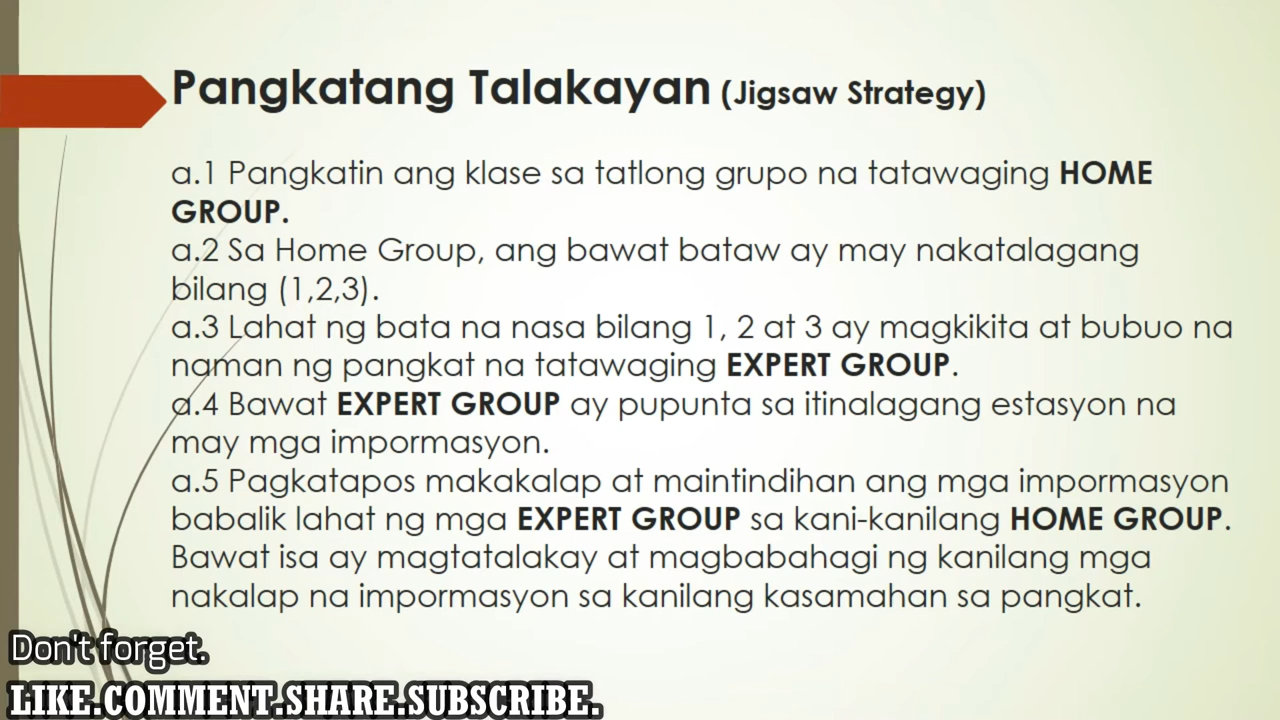 Pangkatang Talakayan (Jigsaw Strategy)
a.1 Pangkatin ang klase sa tatlong grupo na tatawaging HOME
GROUP.
a.2 Sa Home Group, ang bawat bataw ay may nakatalagang
bilang (1,2,3).
a.3 Lahat ng bata na nasa bilang 1, 2 at 3 ay magkikita at bubuo na
naman ng pangkat na tatawaging EXPERT GROUP.
a.4 Bawat EXPERT GROUP ay pupunta sa itinalagang estasyon na
may mga impormasyon.
a.5 Pagkatapos makakalap at maintindihan ang mga impormasyon
babalik lahat ng mga EXPERT GROUP sa kani-kanilang HOME GROUP.
Bawat isa ay magtatalakay at magbabahagi ng kanilang mga
nakalap na impormasyon sa kanilang kasamahan sa pangkat.
Don't forget.
LIKE.COMMENT.SHARE.SUBSCRIBE.